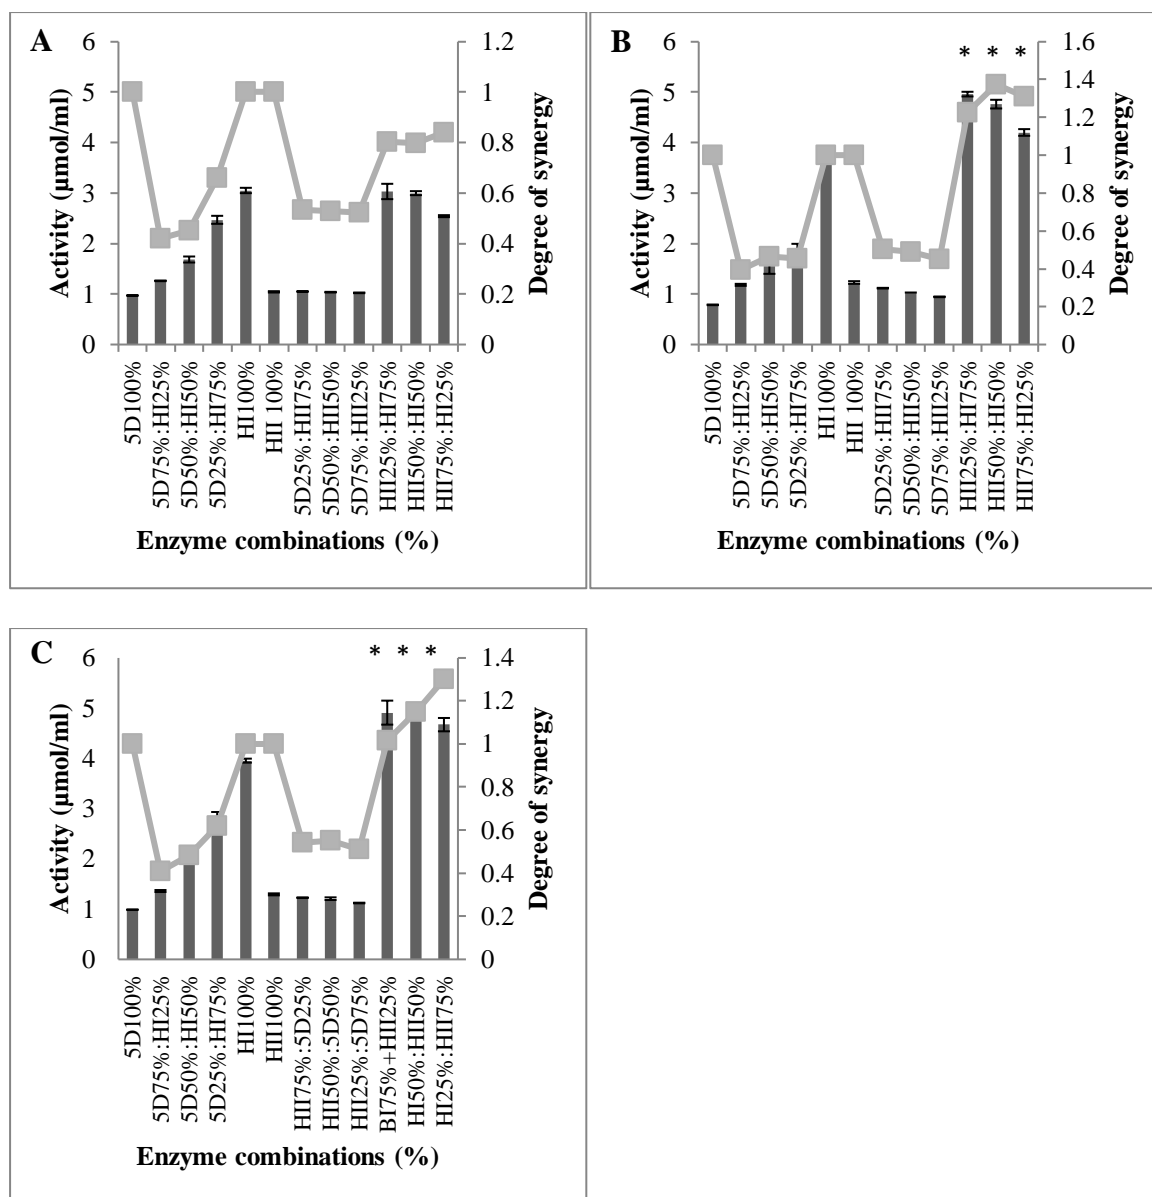 A
6
5
4
3
2
1
0
Activity (µmol/ml)
1.2
1
0.8
0.6
0.4
0.2
0
Degree of synergy
5D100%
5D75%:HI25%
5D50%:HI50%
5D25%:HI75%
HI100%
HII 100%
5D25%:HII75%
5D50%:HII50%
5D75%:HII25%
HII25%:HI75%
HII50%:HI50%
HII75%:HI25%
Enzyme combinations (%)
B
* * *
6
5
4
3
2
1
0
Activity (µmol/ml)
1.6
1.4
1.2
1
0.8
0.6
0.4
0.2
0
Degree of synergy
5D100%
5D75%:HI25%
5D50%:HI50%
5D25%:HI75%
HI100%
HII 100%
5D25%:HII75%
5D50%:HII50%
5D75%:HII25%
HII25%:HI75%
HII50%:HI50%
HII75%:HI25%
Enzyme combinations (%)
C
* * *
6
5
4
3
2
1
0
Activity (µmol/ml)
1.4
1.2
1
0.8
0.6
0.4
0.2
0
Degree of synergy
5D100%
5D75%:HI25%
5D50%:HI50%
5D25%:HI75%
HI100%
HII100%
HII75%:5D25%
HII50%:5D50%
HII25%:5D75%
BI75%+HII25%
HI50%:HII50%
HI25%:HII75%
Enzyme combinations (%)